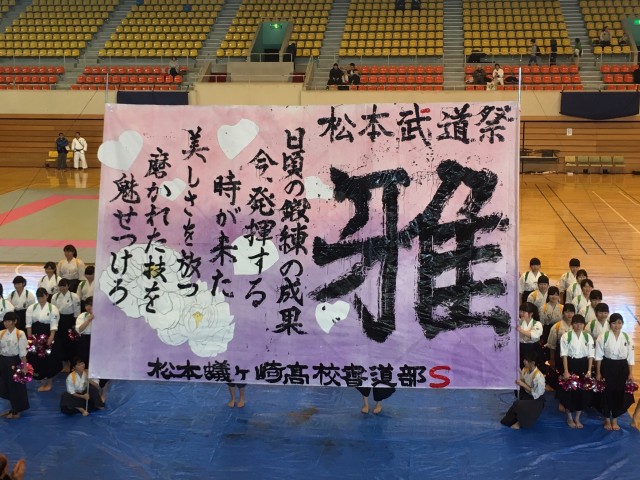 松本武道祭
雅
日頃の鍛練の成果
今、発揮する
時が来た
美しさを放つ
磨かれた技を
魅せつけろ
松本蟻ヶ崎高校書道部S